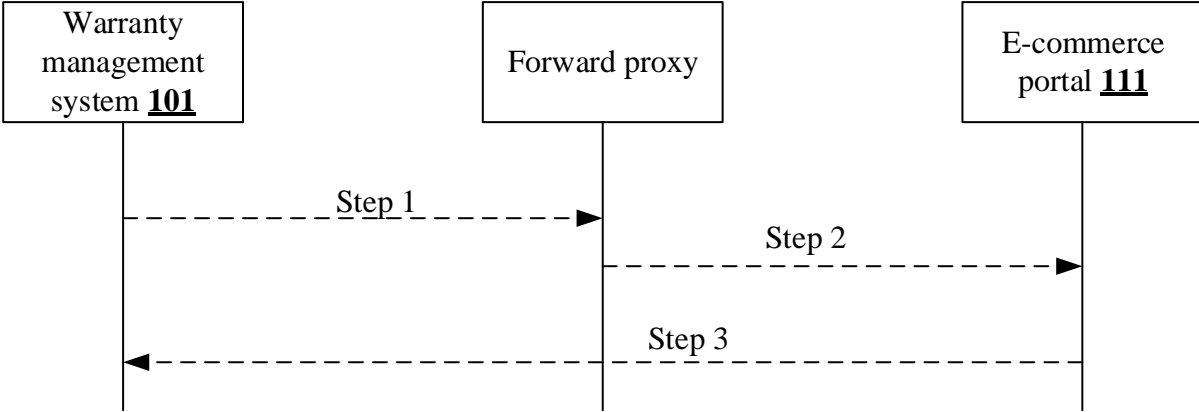 Warranty
management
system 101
Forward proxy
E-commerce
portal 111
Step 1
Step 2
Step 3